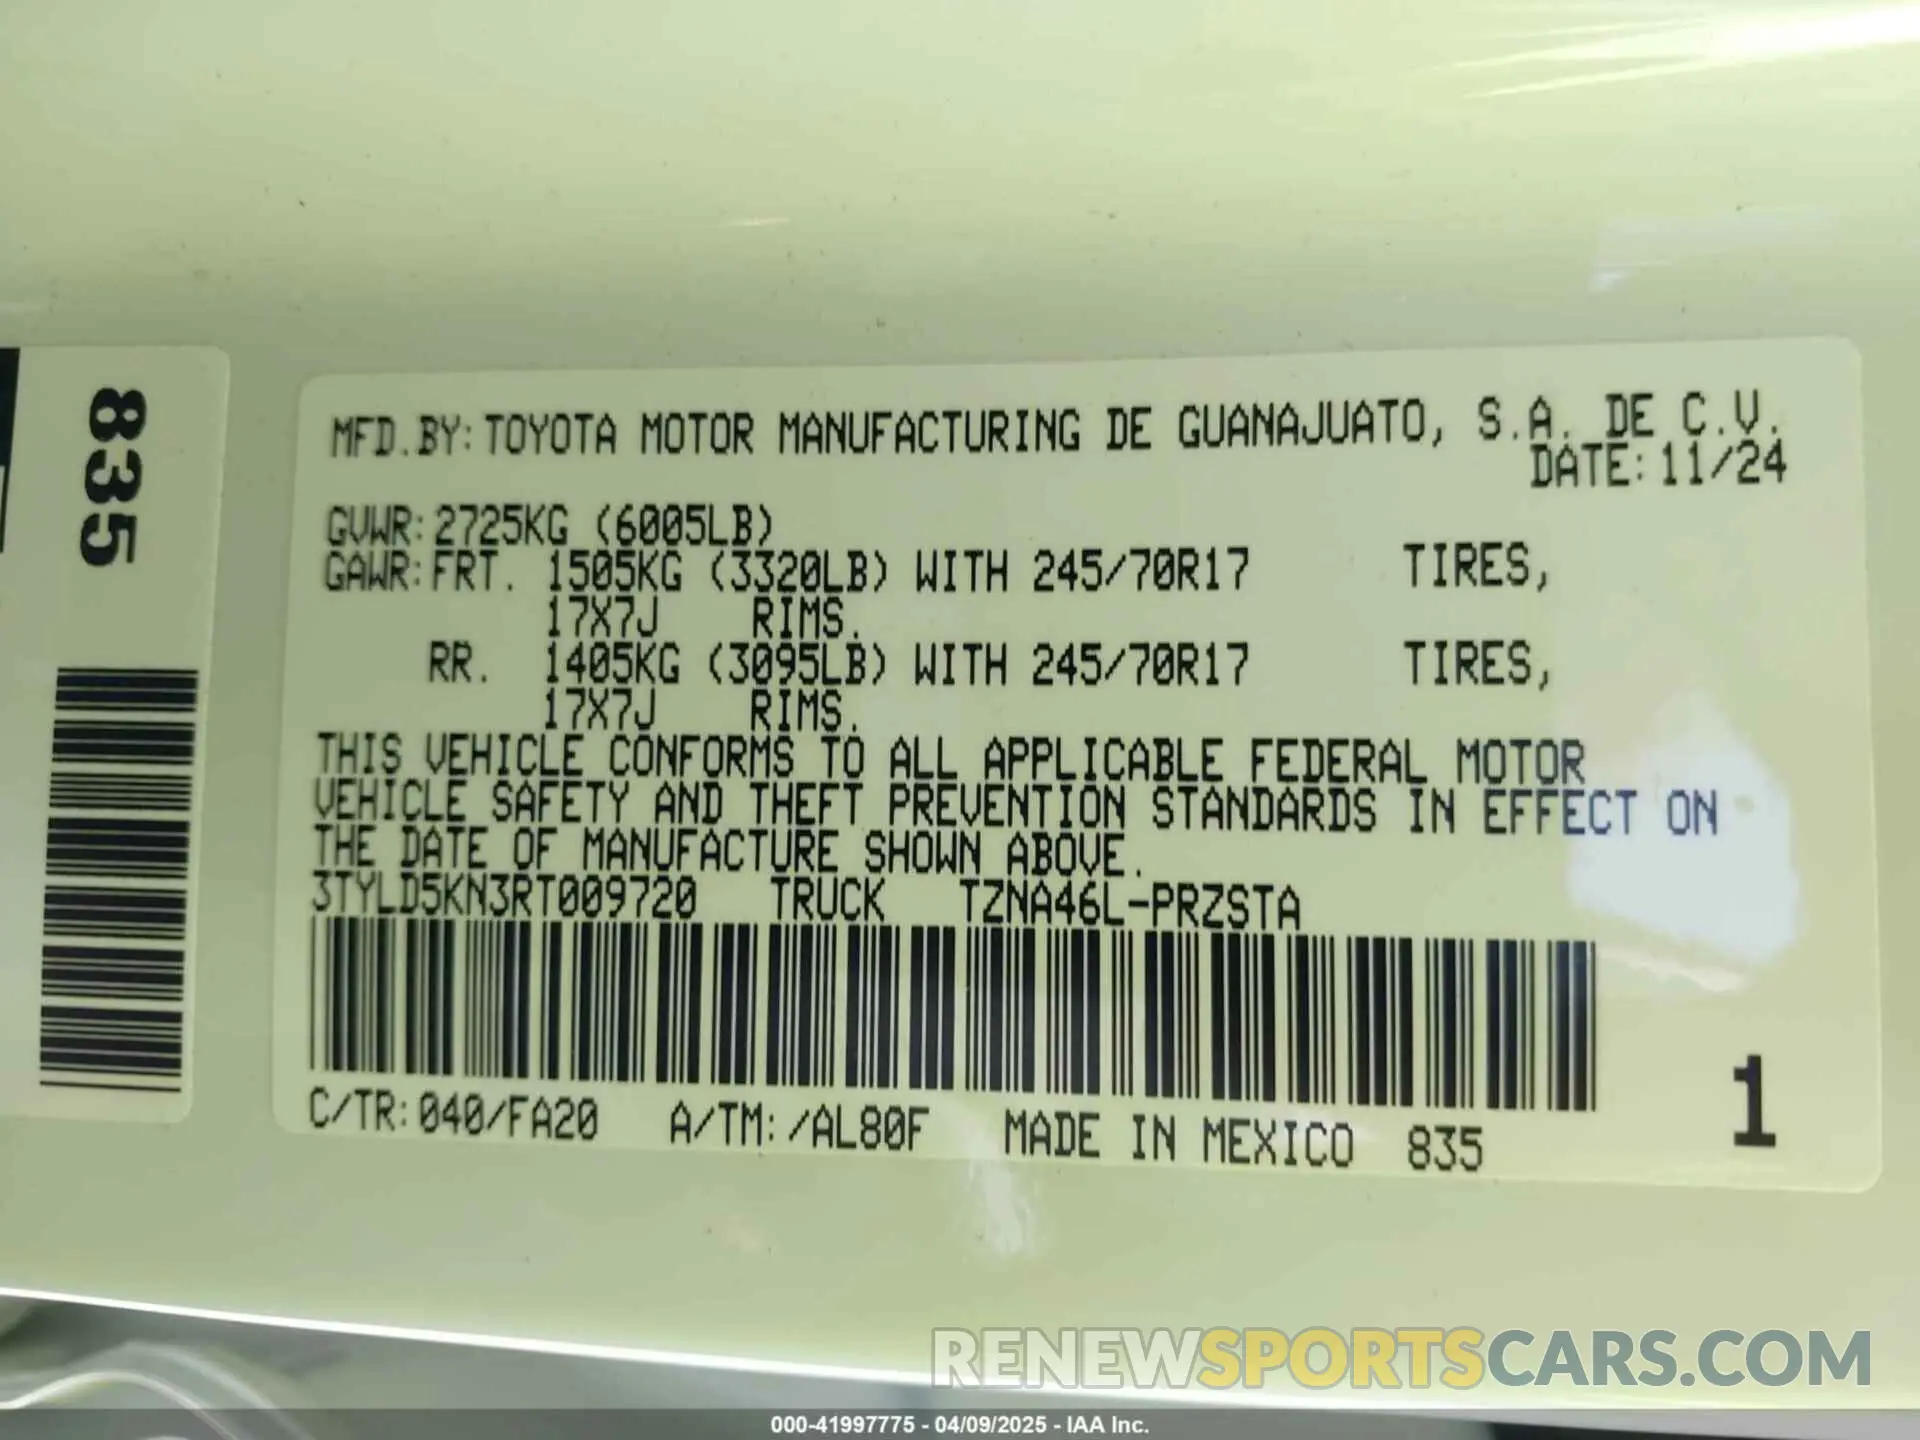 835
MFD.BY:TOYOTA MOTOR MANUFACTURING DE GUANAJUATO, S.A. DE C.V.
DATE:11/24
GVWR:2725KG (6005LB)
GAWR:FRT. 1505KG (3320LB) WITH 245/70R17 TIRES,
17X7J RIMS.
RR. 1405KG (3095LB) WITH 245/70R17 TIRES,
17X7J RIMS.
THIS VEHICLE CONFORMS TO ALL APPLICABLE FEDERAL MOTOR
VEHICLE SAFETY AND THEFT PREVENTION STANDARDS IN EFFECT ON
THE DATE OF MANUFACTURE SHOWN ABOVE.
3TYLD5KN3RT009720 TRUCK TZNA46L-PRZSTA
1
C/TR:040/FA20 A/TM:/AL80F MADE IN MEXICO 835
RENEWSPORTSCARS.COM
000-41997775 - 04/09/2025 - IAA Inc.